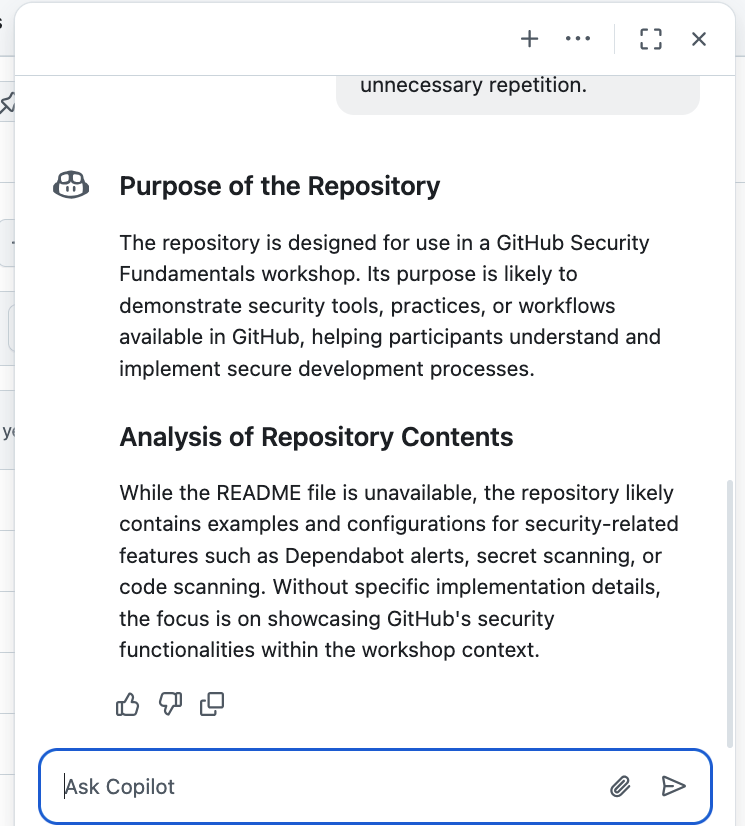 unnecessary repetition.
Purpose of the Repository
The repository is designed for use in a GitHub Security
Fundamentals workshop. Its purpose is likely to
demonstrate security tools, practices, or workflows
available in GitHub, helping participants understand and
implement secure development processes.
Analysis of Repository Contents
While the README file is unavailable, the repository likely
contains examples and configurations for security-related
features such as Dependabot alerts, secret scanning, or
code scanning. Without specific implementation details,
the focus is on showcasing GitHub's security
functionalities within the workshop context.
Ask Copilot